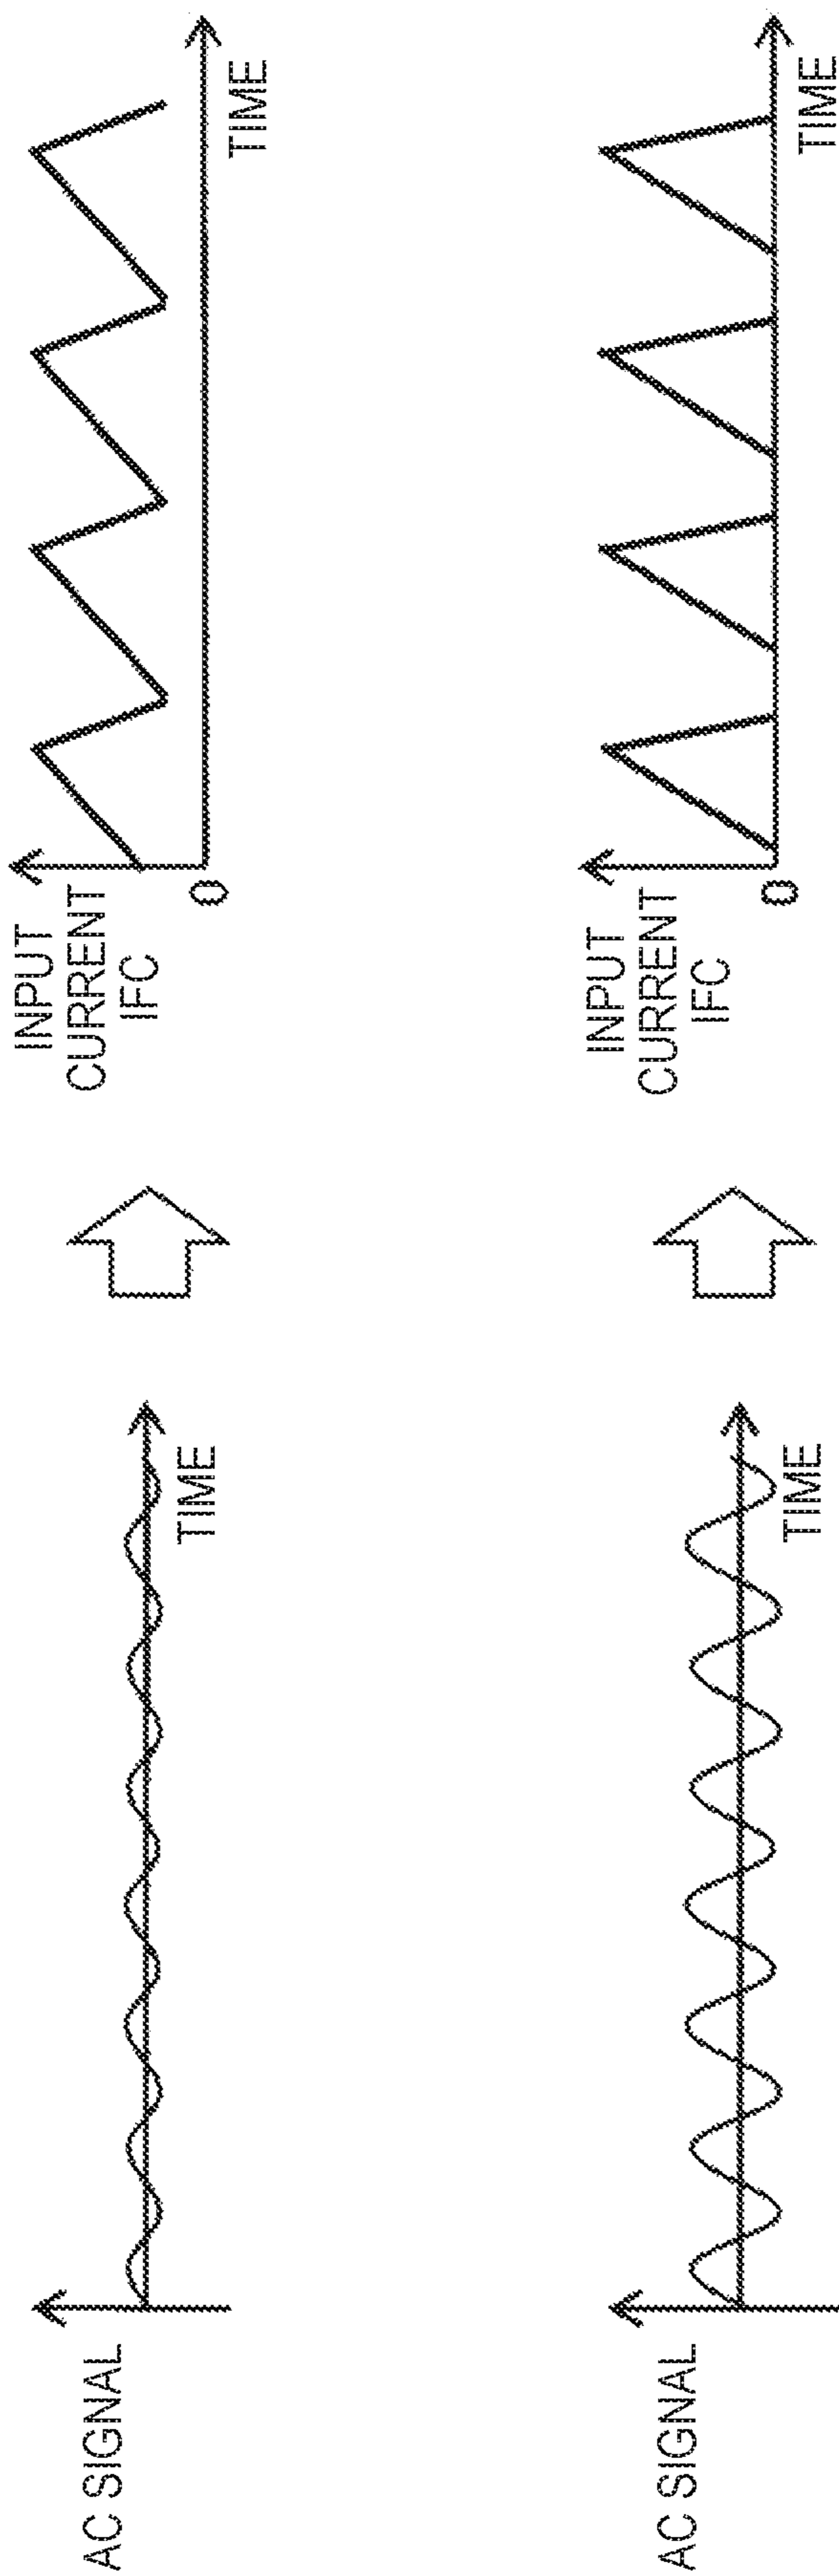 AC SIGNAL
TIME
INPUT
CURRENT
IFC
0
TIME
AC SIGNAL
TIME
INPUT
CURRENT
IFC
0
TIME